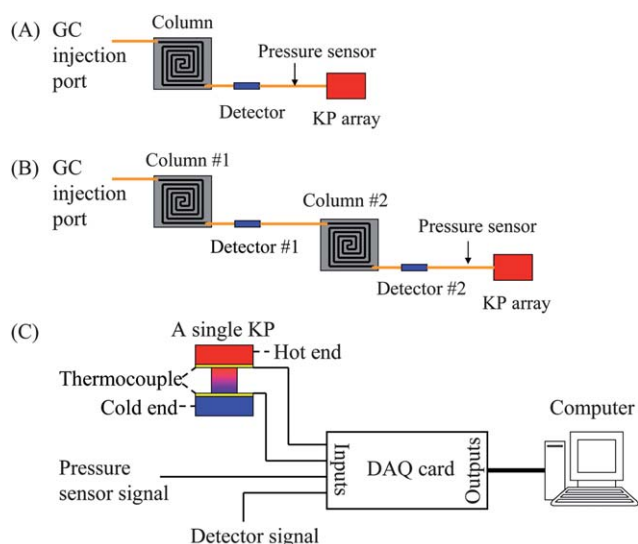 (A)
GC
injection
port
Column
Pressure sensor
Detector
KP array
(B)
GC
injection
port
Column #1
Column #2
Detector #1
Pressure sensor
Detector #2
KP array
(C)
A single KP
Hot end
Thermocouple
Cold end
Pressure
sensor signal
Detector signal
Inputs
DAQ card
Outputs
Computer